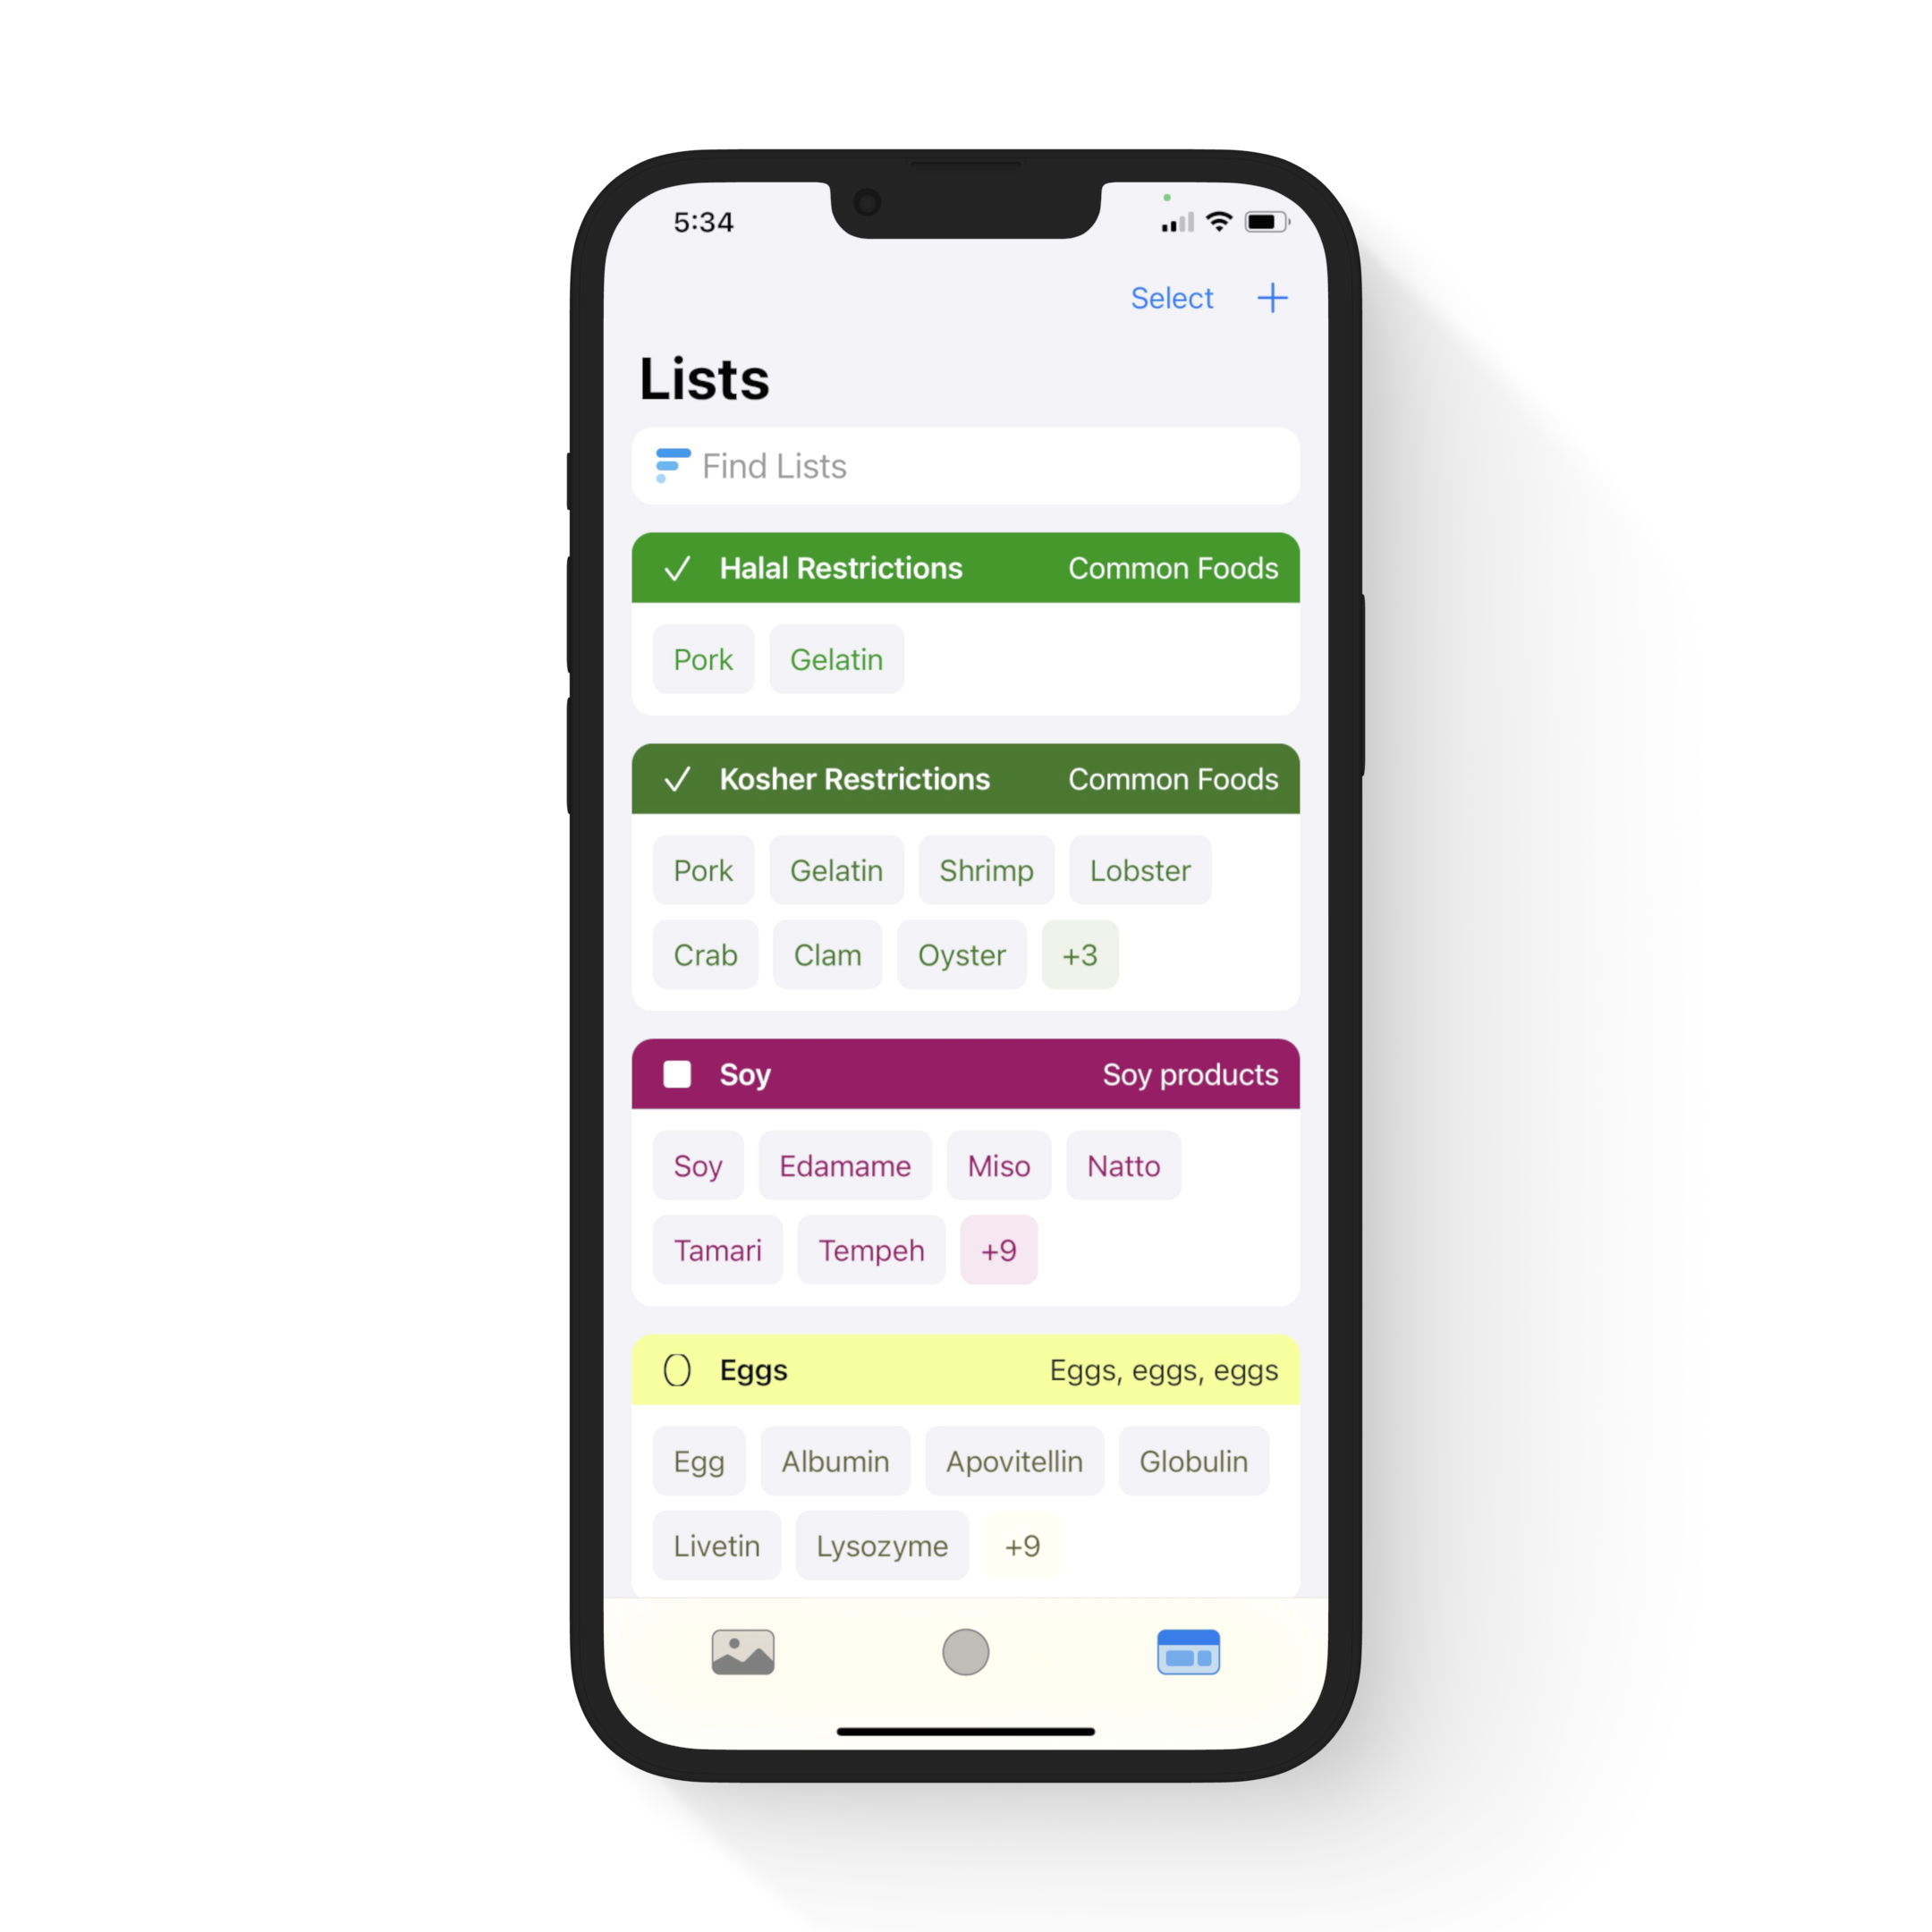 5:34
Select +
Lists
Find Lists
Halal Restrictions Common Foods
Pork Gelatin
Kosher Restrictions Common Foods
Pork Gelatin Shrimp Lobster
Crab Clam Oyster +3
Soy Soy products
Soy Edamame Miso Natto
Tamari Tempeh +9
Eggs Eggs, eggs, eggs
Egg Albumin Apovitellin Globulin
Livetin Lysozyme +9